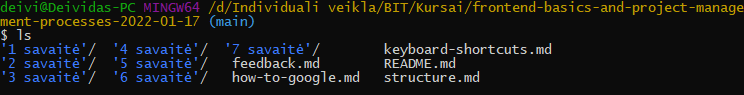 deivi@Deividas-PC MINGW64 /d/Individuali veikla/BIT/Kursai/frontend-basics-and-project-manage
ment-processes-2022-01-17 (main)
$ ls
'1 savaitė'/  '4 savaitė'/  '7 savaitė'/        keyboard-shortcuts.md
'2 savaitė'/  '5 savaitė'/   feedback.md        README.md
'3 savaitė'/  '6 savaitė'/   how-to-google.md   structure.md